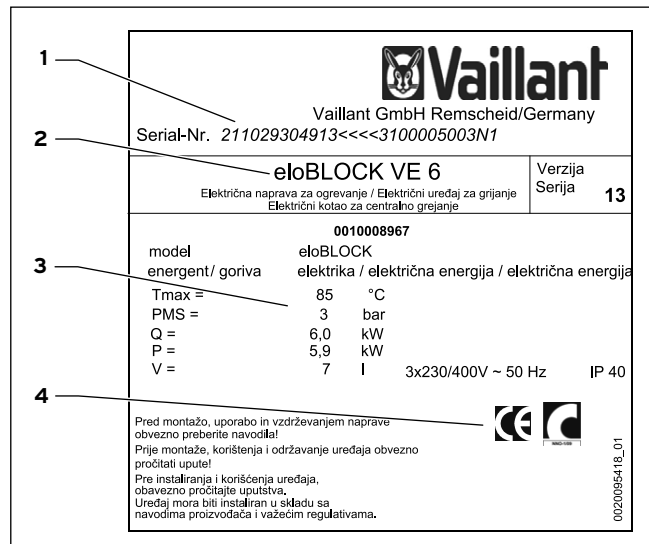 1
Vaillant
Vaillant GmbH Remscheid/Germany
Serial-Nr. 211029304913<<<<3100005003N1
2
eloBLOCK VE 6
Električna naprava za ogrevanje / Električni uređaj za grijanje
Električni kotao za centralno grejanje
Verzija
Serija 13
0010008967
model eloBLOCK
3
energent / goriva elektrika / električna energija / električna energija
Tmax = 85 °C
PMS = 3 bar
Q = 6,0 kW
P = 5,9 kW
V = 7 l 3x230/400V ~ 50 Hz IP 40
4
CE
Pred montažo, uporabo in vzdrževanjem naprave
obvezno preberite navodila!
Prije montaže, korištenja i održavanje uređaja obvezno
pročitati upute!
Pre instaliranja i korišćenja uređaja,
obavezno pročitajte uputstva.
Uređaj mora biti instaliran u skladu sa
navodima proizvođača i važećim regulativama.
0020095418_01